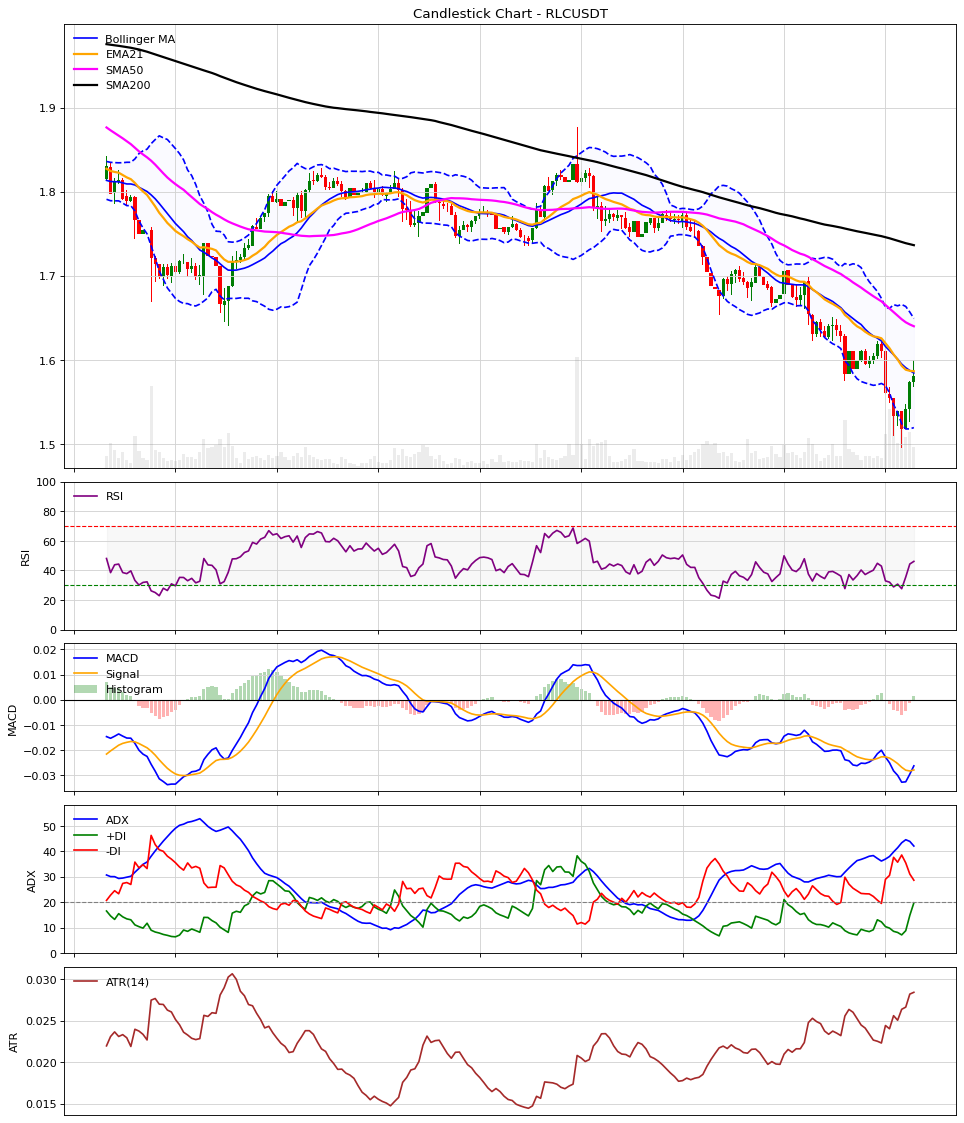 Candlestick Chart - RLCUSDT
Bollinger MA
EMA21
SMA50
SMA200
1.9
1.8
1.7
1.6
1.5
RSI
100
80
60
40
20
0
RSI
MACD
Signal
Histogram
0.02
0.01
0.00
−0.01
−0.02
−0.03
MACD
ADX
+DI
-DI
50
40
30
20
10
0
ADX
ATR(14)
0.030
0.025
0.020
0.015
ATR